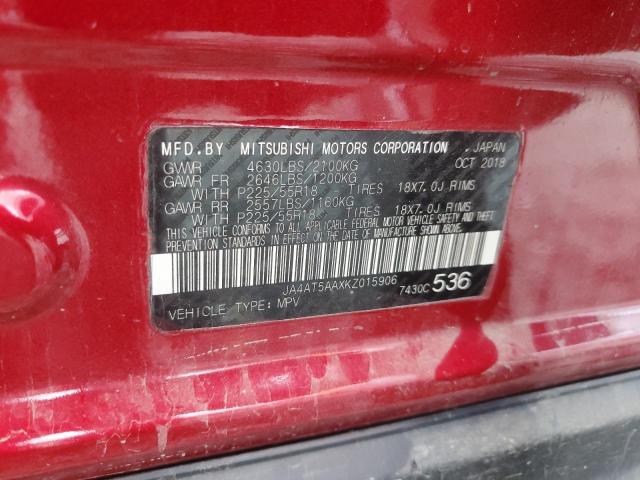 MFD.BY MITSUBISHI MOTORS CORPORATION , JAPAN
GVWR 4630LBS/2100KG OCT 2018
GAWR FR 2646LBS/1200KG
WITH P225/55R18 TIRES 18X7.0J RIMS
GAWR RR 2557LBS/1160KG
WITH P225/55R18 TIRES 18X7.0J RIMS
THIS VEHICLE CONFORMS TO ALL APPLICABLE FEDERAL MOTOR VEHICLE SAFETY AND THEFT
PREVENTION STANDARDS IN EFFECT ON THE DATE OF MANUFACTURE SHOWN ABOVE.
JA4AT5AAXKZ015906
VEHICLE TYPE: MPV 7430C 536